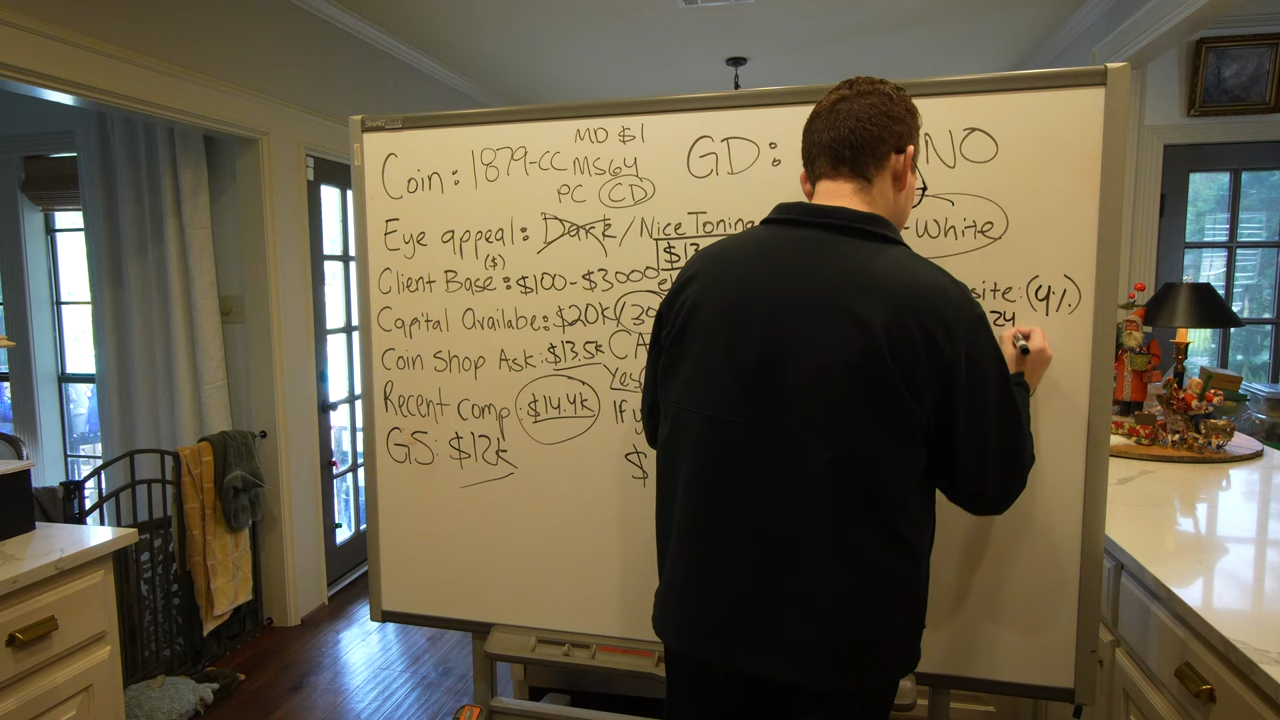 SMART
MD $1
Coin: 1879-CC MS64
PC CD
GD: NO
Eye appeal: Dark / Nice Toning
White
($)
$13
Client Base: $100-$3000
site: (4%)
Capital Availabe: $20k/30
24
Coin Shop Ask: $13.5k CA
Yes
Recent Comp: $14.4k If y
GS: $12k $